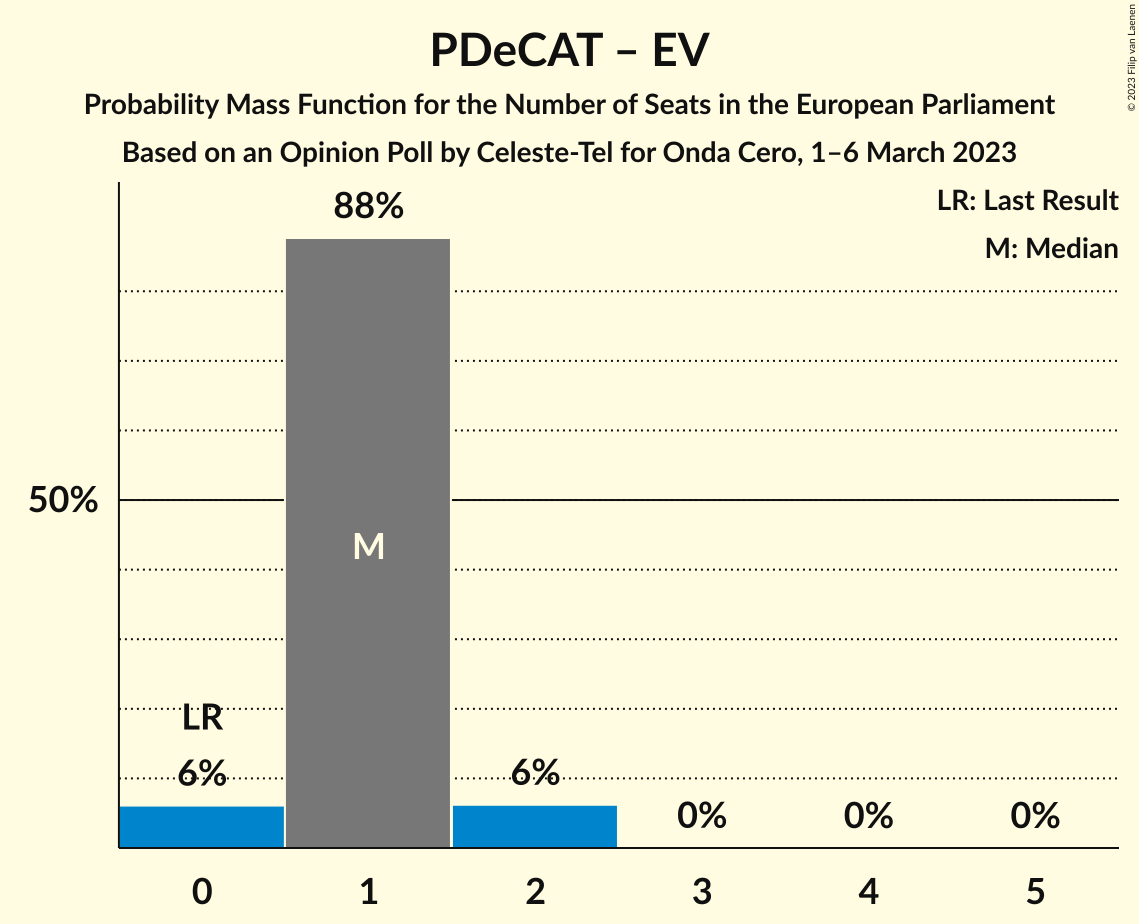 PDeCAT – EV
Probability Mass Function for the Number of Seats in the European Parliament
Based on an Opinion Poll by Celeste-Tel for Onda Cero, 1–6 March 2023
© 2023 Filip van Laenen
LR: Last Result
M: Median
88%
50%
M
LR
6%
6%
0%
0%
0%
0
1
2
3
4
5